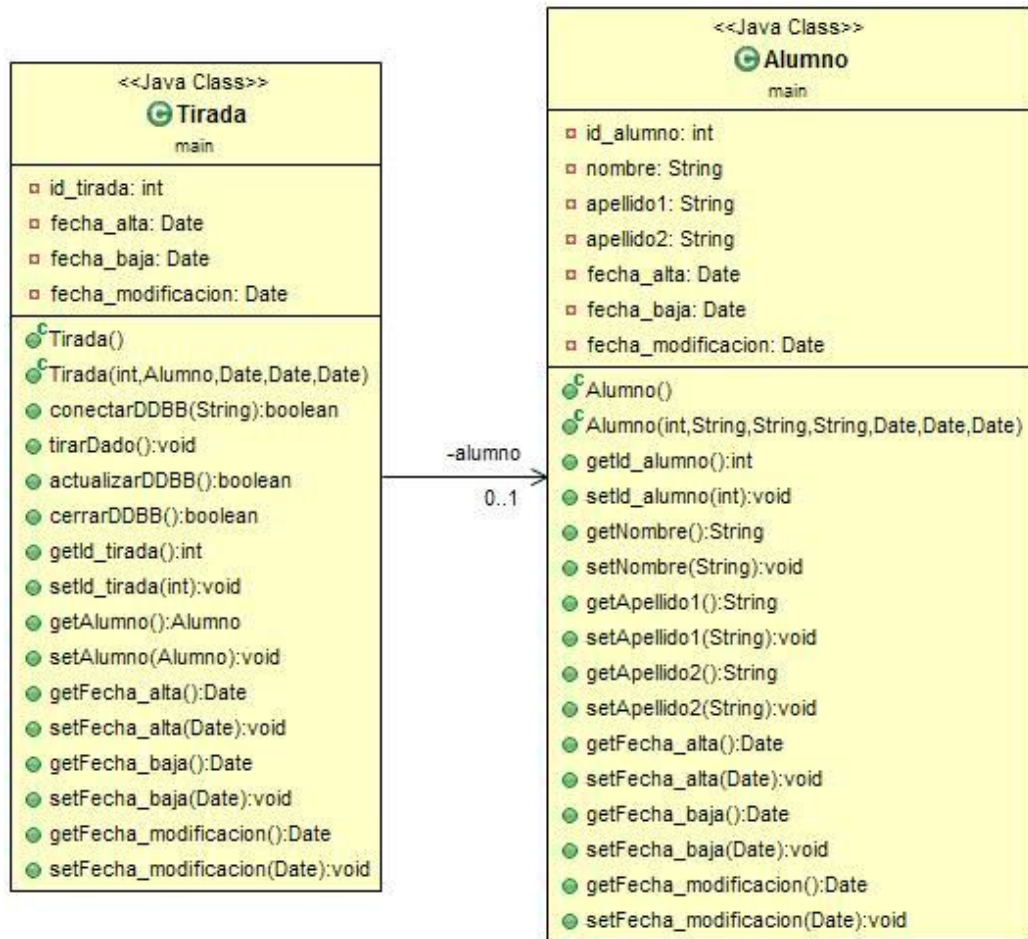 <<Java Class>>
Tirada
main
id_tirada: int
fecha_alta: Date
fecha_baja: Date
fecha_modificacion: Date
Tirada()
Tirada(int,Alumno,Date,Date,Date)
conectarDDBB(String):boolean
tirarDado():void
actualizarDDBB():boolean
cerrarDDBB():boolean
getId_tirada():int
setId_tirada(int):void
getAlumno():Alumno
setAlumno(Alumno):void
getFecha_alta():Date
setFecha_alta(Date):void
getFecha_baja():Date
setFecha_baja(Date):void
getFecha_modificacion():Date
setFecha_modificacion(Date):void
-alumno
0..1
<<Java Class>>
Alumno
main
id_alumno: int
nombre: String
apellido1: String
apellido2: String
fecha_alta: Date
fecha_baja: Date
fecha_modificacion: Date
Alumno()
Alumno(int,String,String,String,Date,Date,Date)
getId_alumno():int
setId_alumno(int):void
getNombre():String
setNombre(String):void
getApellido1():String
setApellido1(String):void
getApellido2():String
setApellido2(String):void
getFecha_alta():Date
setFecha_alta(Date):void
getFecha_baja():Date
setFecha_baja(Date):void
getFecha_modificacion():Date
setFecha_modificacion(Date):void